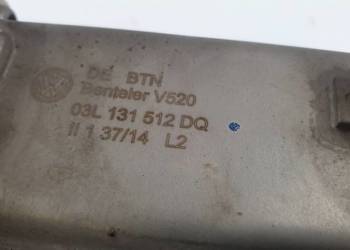 DE BTN
Benteler V520
03L 131 512 DQ
II 1 37/14 L2